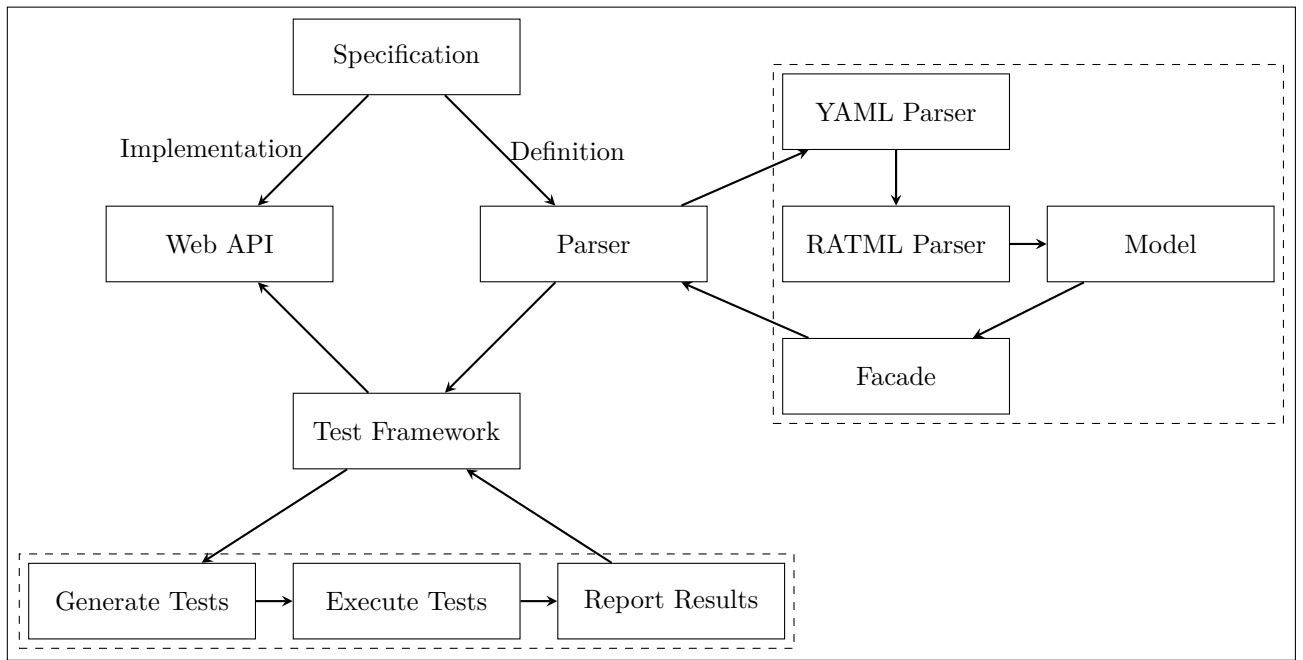 Specification
YAML Parser
Implementation
Definition
Web API
Parser
RATML Parser
Model
Facade
Test Framework
Generate Tests
Execute Tests
Report Results